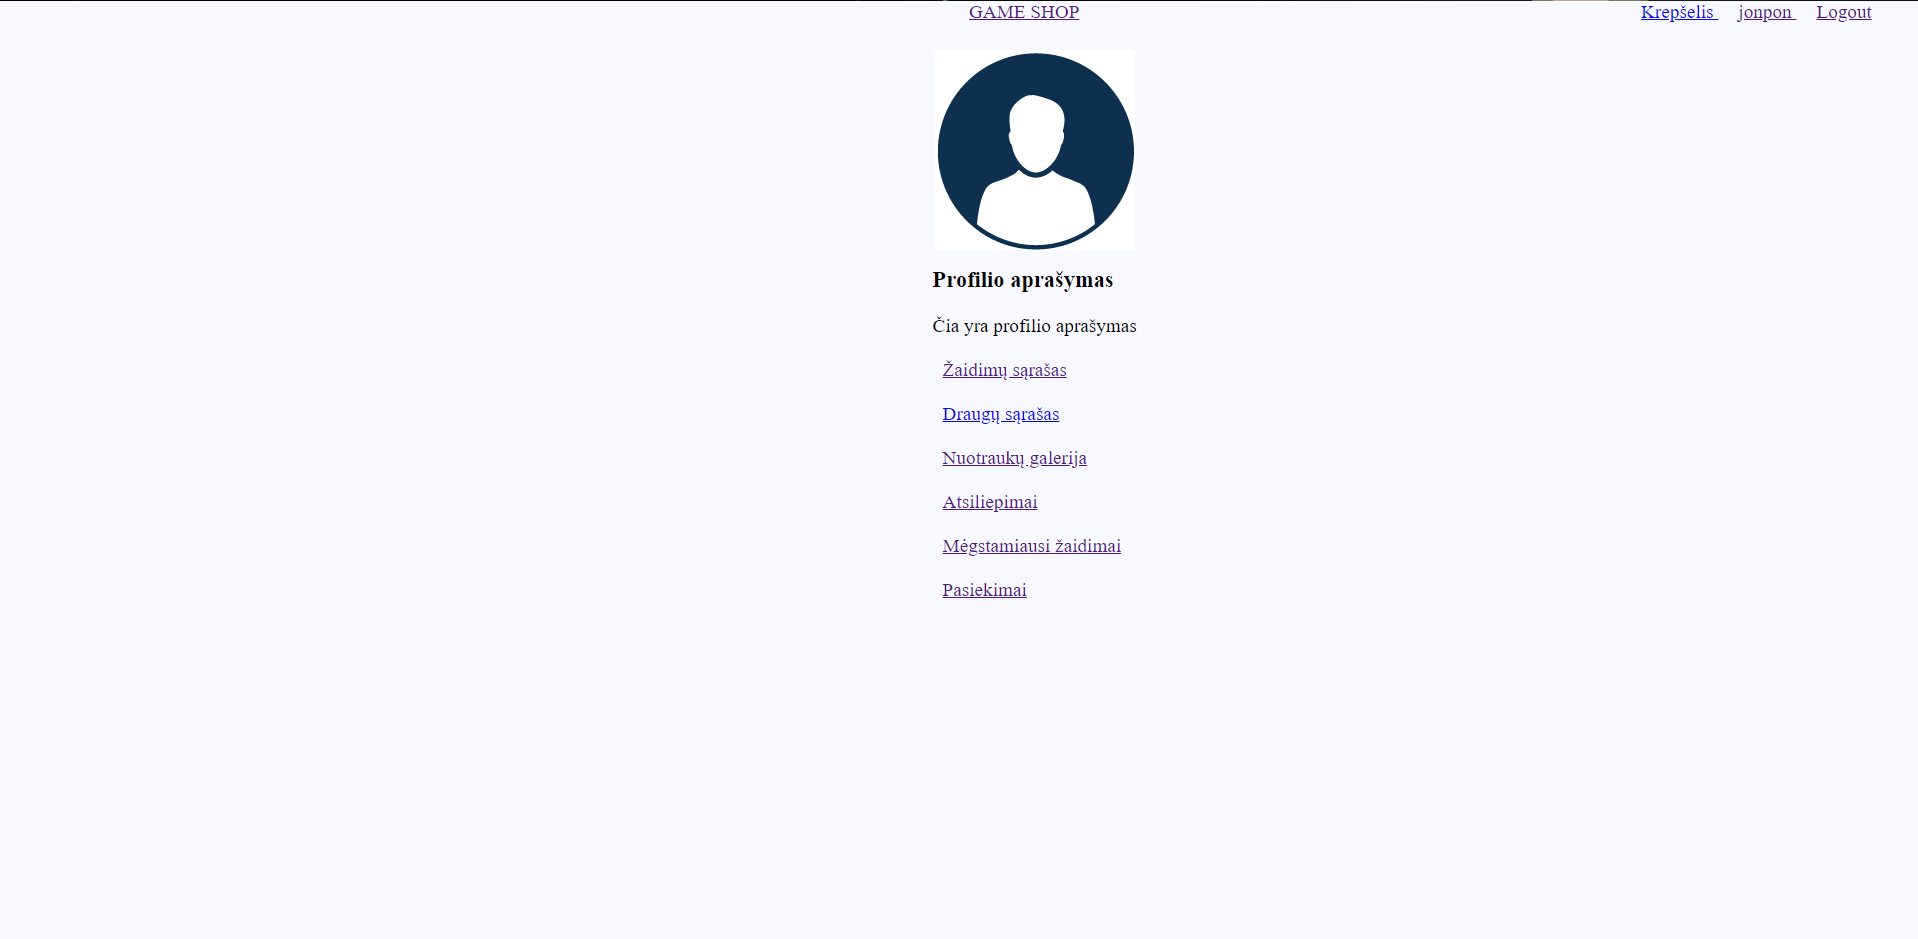 GAME SHOP Krepšelis jonpon Logout
Profilio aprašymas
Čia yra profilio aprašymas
Žaidimų sąrašas
Draugų sąrašas
Nuotraukų galerija
Atsiliepimai
Mėgstamiausi žaidimai
Pasiekimai